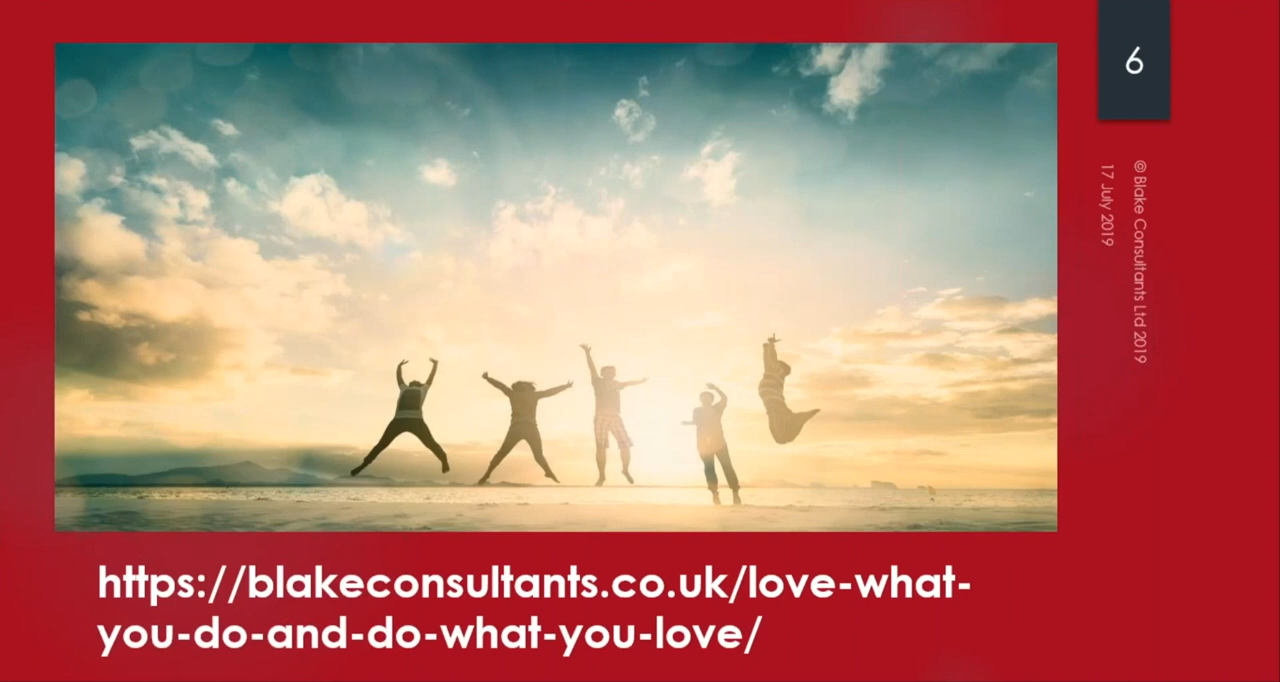 6
© Blake Consultants Ltd 2019
17 July 2019
https://blakeconsultants.co.uk/love-what-
you-do-and-do-what-you-love/